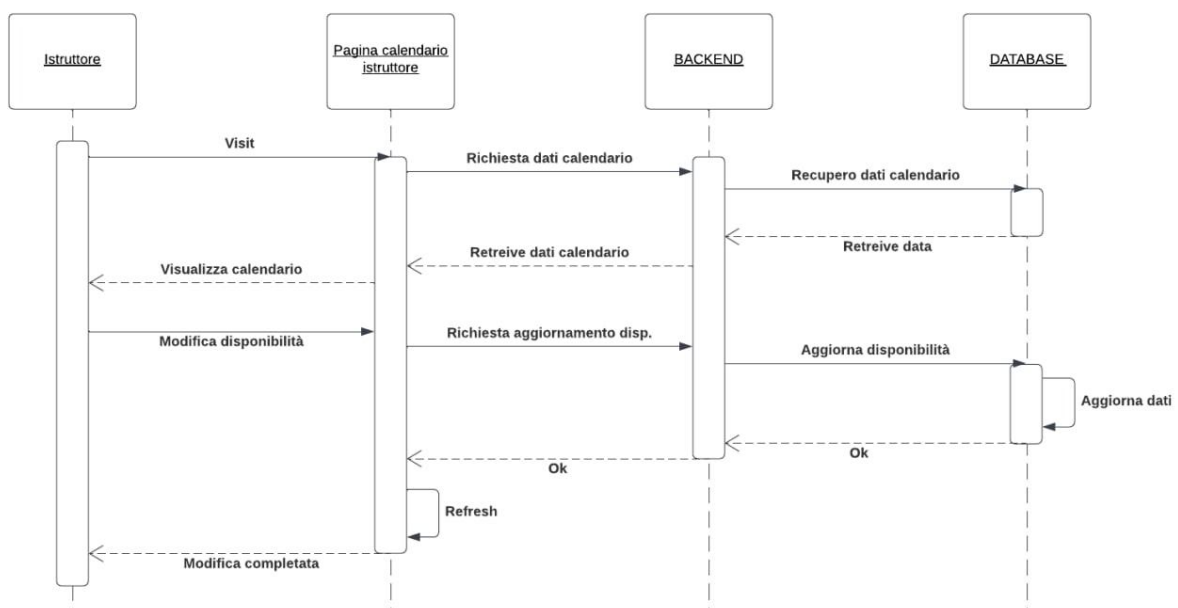 Istruttore
Pagina calendario
istruttore
BACKEND
DATABASE
Visit
Richiesta dati calendario
Recupero dati calendario
Retreive data
Retreive dati calendario
Visualizza calendario
Modifica disponibilità
Richiesta aggiornamento disp.
Aggiorna disponibilità
Aggiorna dati
Ok
Ok
Refresh
Modifica completata